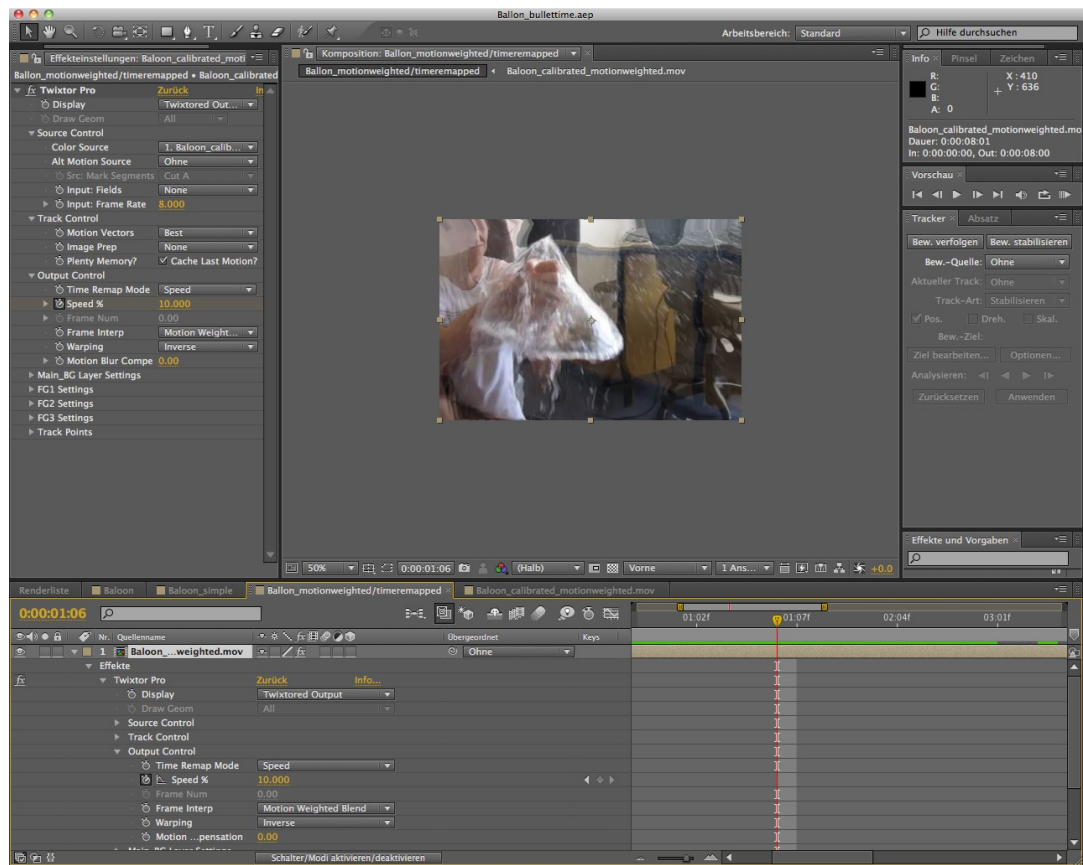 Ballon_bullettime.aep
Arbeitsbereich: Standard
Hilfe durchsuchen
Effekteinstellungen: Baloon_calibrated_moti
Ballon_motionweighted/timeremapped • Baloon_calibrated
fx Twixtor Pro Zurück In
Display Twixtored Out...
Draw Geom All
Source Control
Color Source 1. Baloon_calib...
Alt Motion Source Ohne
Src: Mark Segments Cut A
Input: Fields None
Input: Frame Rate 8.000
Track Control
Motion Vectors Best
Image Prep None
Plenty Memory? Cache Last Motion?
Output Control
Time Remap Mode Speed
Speed % 10.000
Frame Num 0.00
Frame Interp Motion Weight...
Warping Inverse
Motion Blur Compe 0.00
Main_BG Layer Settings
FG1 Settings
FG2 Settings
FG3 Settings
Track Points
Komposition: Ballon_motionweighted/timeremapped
Ballon_motionweighted/timeremapped Baloon_calibrated_motionweighted.mov
50% 0:00:01:06 (Halb) Vorne 1 Ans... +0.0
Info Pinsel Zeichen
R: X : 410
G: Y : 636
B:
A: 0
Baloon_calibrated_motionweighted.mo
Dauer: 0:00:08:01
In: 0:00:00:00, Out: 0:00:08:00
Vorschau
Tracker Absatz
Bew. verfolgen Bew. stabilisieren
Bew.-Quelle: Ohne
Aktueller Track: Ohne
Track-Art: Stabilisieren
Pos. Dreh. Skal.
Bew.-Ziel:
Ziel bearbeiten... Optionen...
Analysieren:
Zurücksetzen Anwenden
Effekte und Vorgaben
Renderliste Baloon Baloon_simple Ballon_motionweighted/timeremapped Baloon_calibrated_motionweighted.mov
0:00:01:06
01:02f 01:07f 02:04f 03:01f
Nr. Quellenname Übergeordnet Keys
1 Baloon_...weighted.mov Ohne
Effekte
fx Twixtor Pro Zurück Info...
Display Twixtored Output
Draw Geom All
Source Control
Track Control
Output Control
Time Remap Mode Speed
Speed % 10.000
Frame Num 0.00
Frame Interp Motion Weighted Blend
Warping Inverse
Motion ...pensation 0.00
Schalter/Modi aktivieren/deaktivieren